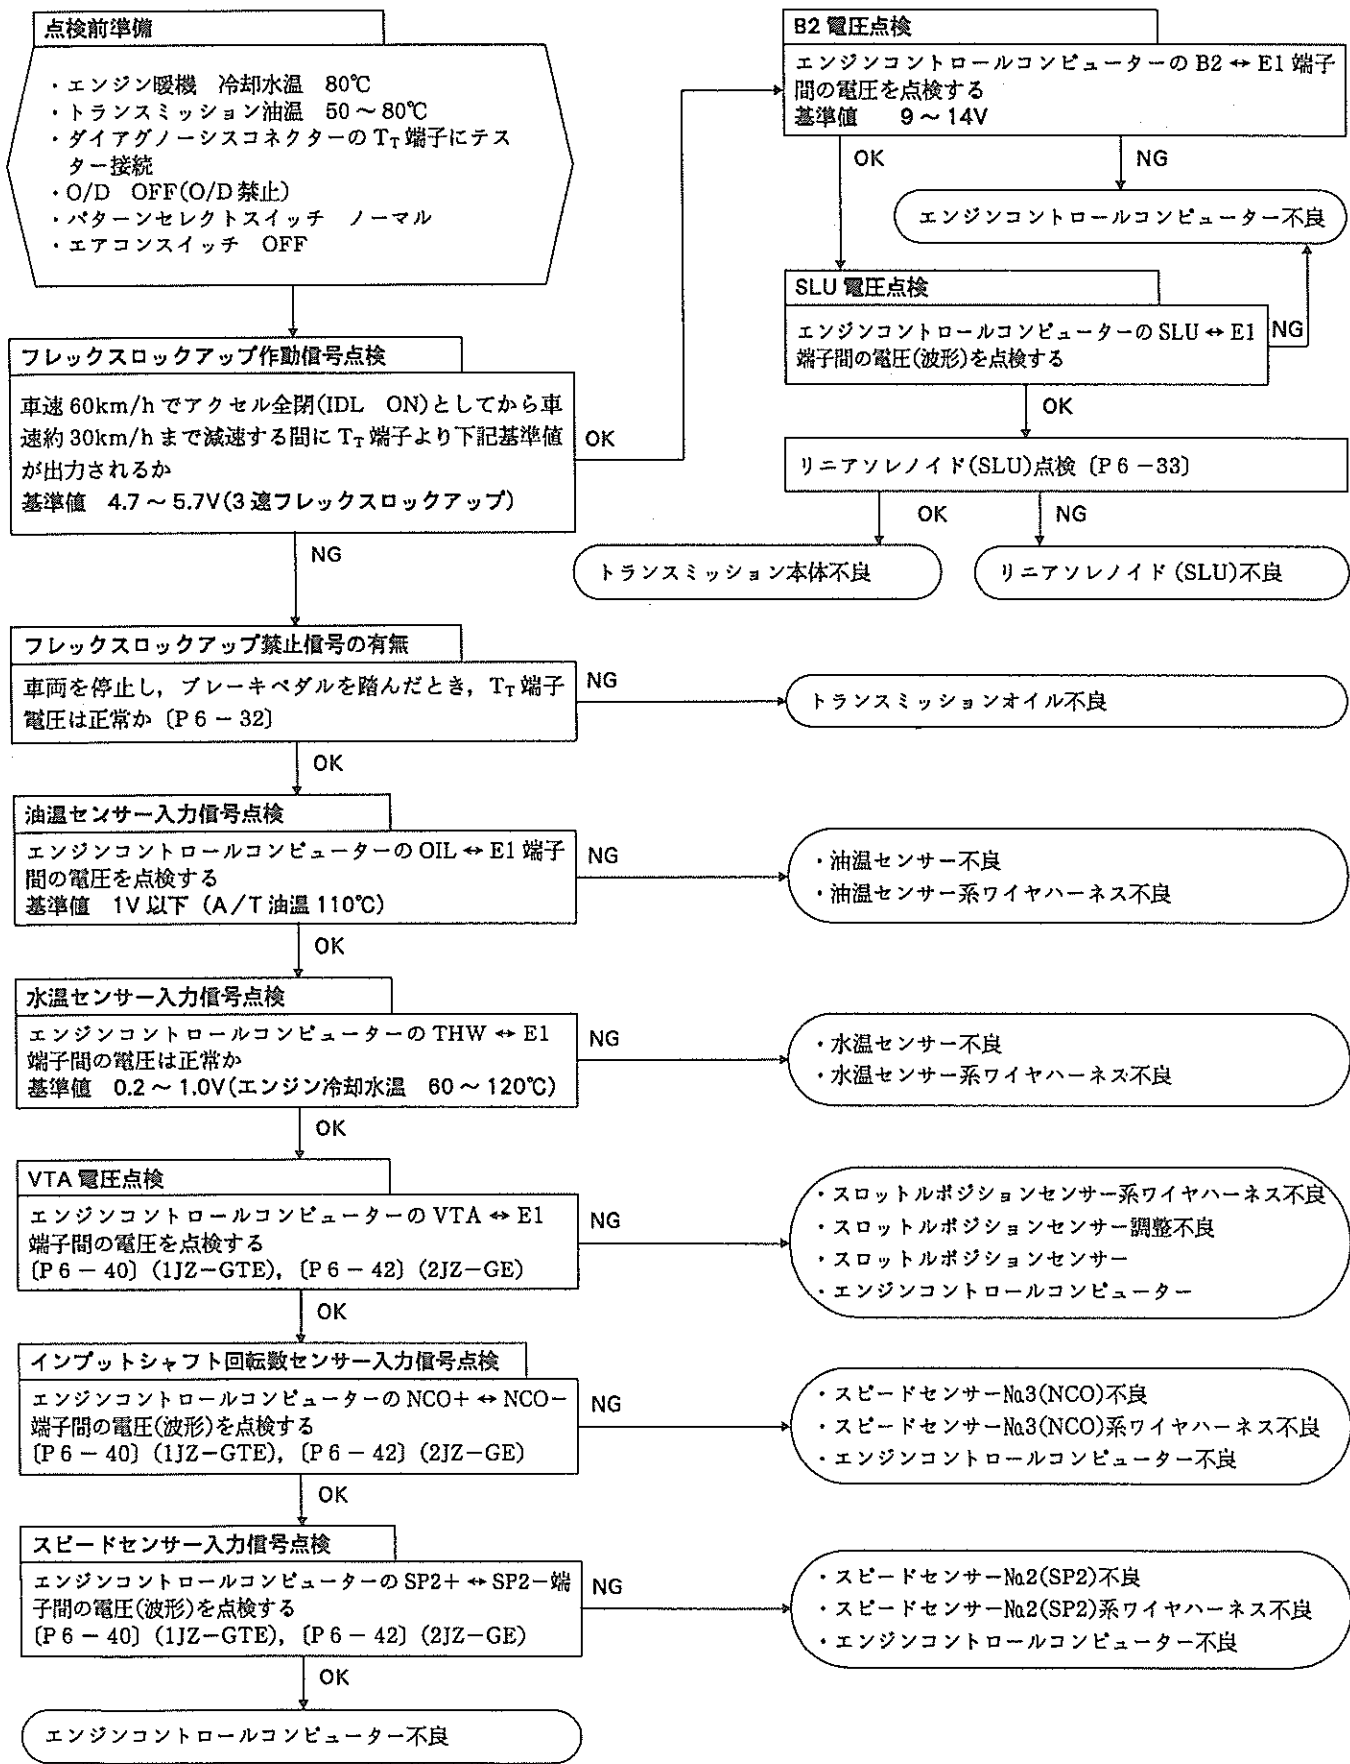 点検前準備
・エンジン暖機 冷却水温 80℃
・トランスミッション油温 50～80℃
・ダイアグノーシスコネクターのTT端子にテス
ター接続
・O/D OFF(O/D禁止)
・パターンセレクトスイッチ ノーマル
・エアコンスイッチ OFF
フレックスロックアップ作動信号点検
車速60km/hでアクセル全閉(IDL ON)としてから車
速約30km/hまで減速する間にTT端子より下記基準値
が出力されるか
基準値 4.7～5.7V(3速フレックスロックアップ)
OK
NG
B2電圧点検
エンジンコントロールコンピューターのB2↔E1端子
間の電圧を点検する
基準値 9～14V
OK
NG
エンジンコントロールコンピューター不良
SLU電圧点検
エンジンコントロールコンピューターのSLU↔E1
端子間の電圧(波形)を点検する
NG
OK
リニアソレノイド(SLU)点検〔P6－33〕
OK
NG
トランスミッション本体不良
リニアソレノイド(SLU)不良
フレックスロックアップ禁止信号の有無
車両を停止し，ブレーキペダルを踏んだとき，TT端子
電圧は正常か〔P6－32〕
NG
トランスミッションオイル不良
OK
油温センサー入力信号点検
エンジンコントロールコンピューターのOIL↔E1端子
間の電圧を点検する
基準値 1V以下（A/T油温110℃）
NG
・油温センサー不良
・油温センサー系ワイヤハーネス不良
OK
水温センサー入力信号点検
エンジンコントロールコンピューターのTHW↔E1
端子間の電圧は正常か
基準値 0.2～1.0V(エンジン冷却水温 60～120℃)
NG
・水温センサー不良
・水温センサー系ワイヤハーネス不良
OK
VTA電圧点検
エンジンコントロールコンピューターのVTA↔E1
端子間の電圧を点検する
〔P6－40〕(1JZ－GTE)，〔P6－42〕(2JZ－GE)
NG
・スロットルポジションセンサー系ワイヤハーネス不良
・スロットルポジションセンサー調整不良
・スロットルポジションセンサー
・エンジンコントロールコンピューター
OK
インプットシャフト回転数センサー入力信号点検
エンジンコントロールコンピューターのNCO+↔NCO－
端子間の電圧(波形)を点検する
〔P6－40〕(1JZ－GTE)，〔P6－42〕(2JZ－GE)
NG
・スピードセンサー№3(NCO)不良
・スピードセンサー№3(NCO)系ワイヤハーネス不良
・エンジンコントロールコンピューター不良
OK
スピードセンサー入力信号点検
エンジンコントロールコンピューターのSP2+↔SP2－端
子間の電圧(波形)を点検する
〔P6－40〕(1JZ－GTE)，〔P6－42〕(2JZ－GE)
NG
・スピードセンサー№2(SP2)不良
・スピードセンサー№2(SP2)系ワイヤハーネス不良
・エンジンコントロールコンピューター不良
OK
エンジンコントロールコンピューター不良